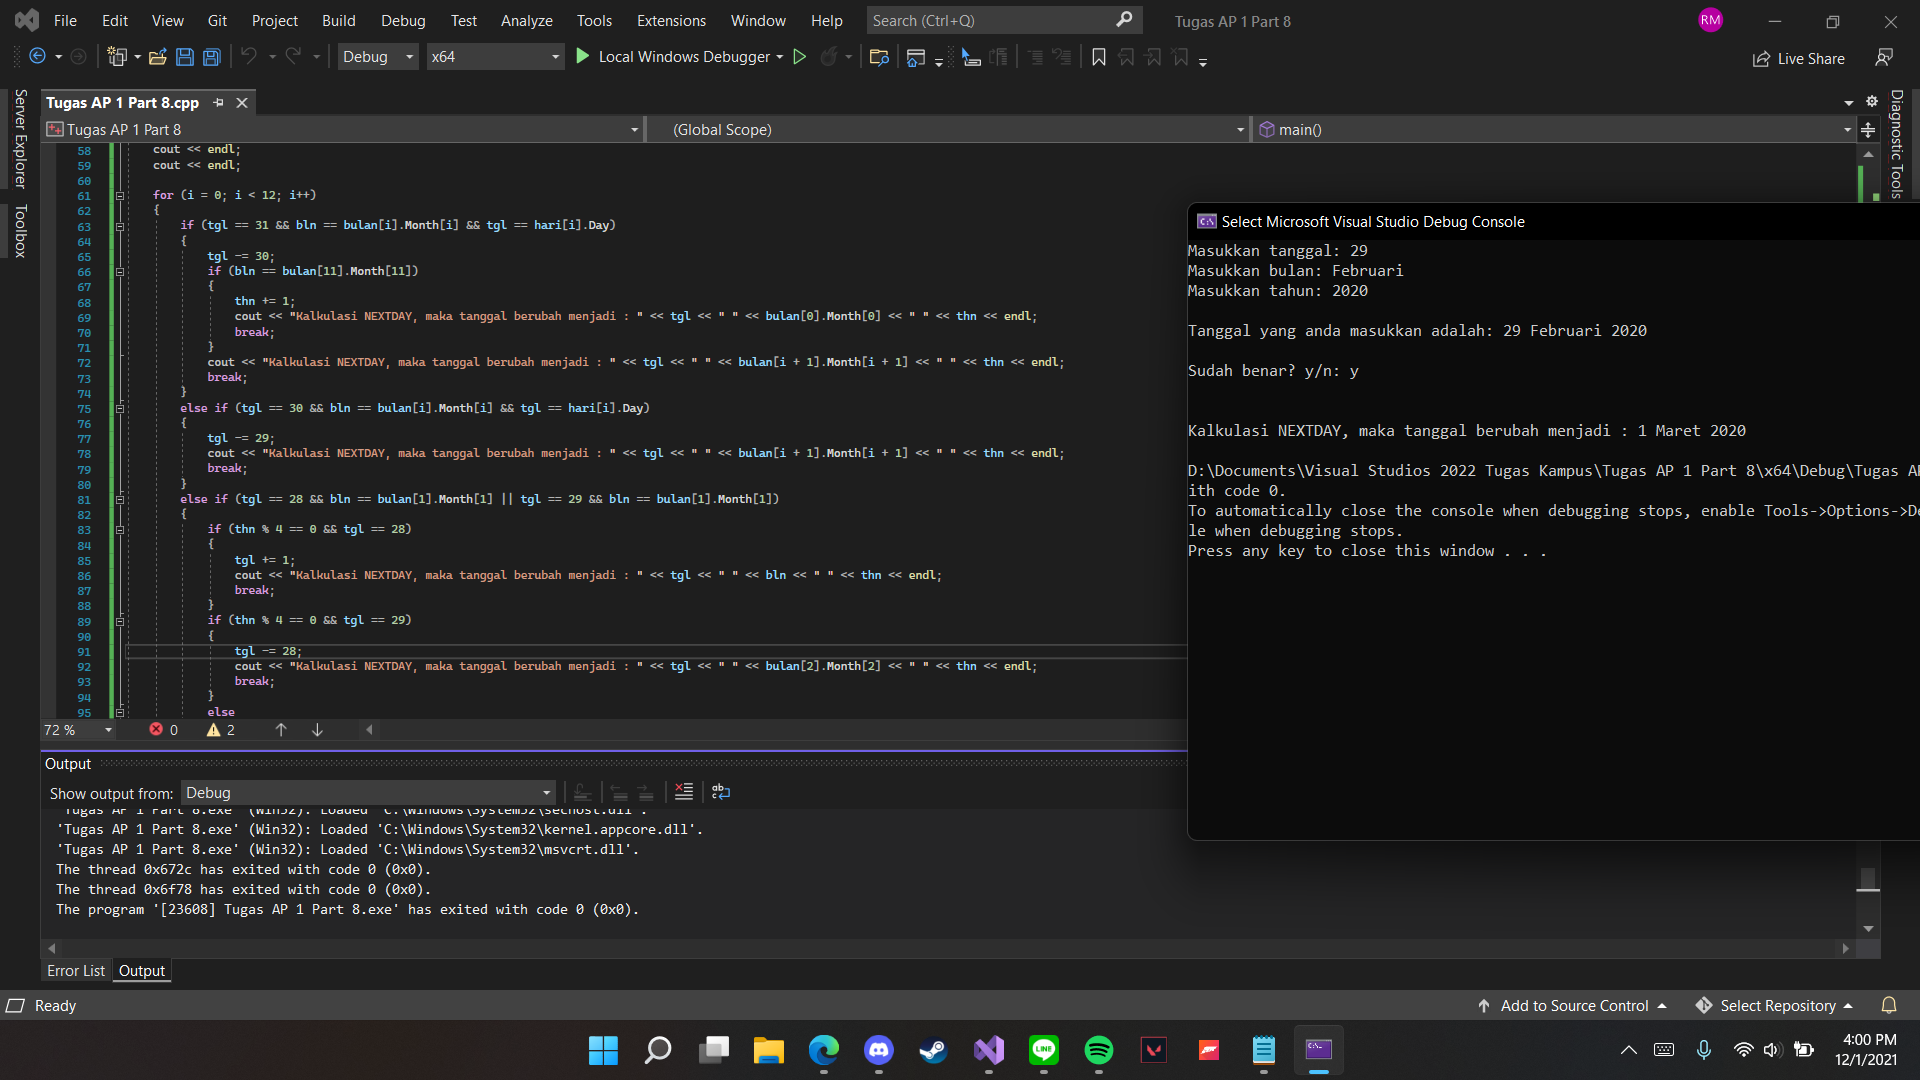 File Edit View Git Project Build Debug Test Analyze Tools Extensions Window Help Search (Ctrl+Q) Tugas AP 1 Part 8 RM
Debug x64 Local Windows Debugger Live Share
Server Explorer
Toolbox
Diagnostic Tools
Tugas AP 1 Part 8.cpp
Tugas AP 1 Part 8 (Global Scope) main()
58 cout << endl;
59 cout << endl;
60
61 for (i = 0; i < 12; i++)
62 {
63 if (tgl == 31 && bln == bulan[i].Month[i] && tgl == hari[i].Day)
64 {
65 tgl -= 30;
66 if (bln == bulan[11].Month[11])
67 {
68 thn += 1;
69 cout << "Kalkulasi NEXTDAY, maka tanggal berubah menjadi : " << tgl << " " << bulan[0].Month[0] << " " << thn << endl;
70 break;
71 }
72 cout << "Kalkulasi NEXTDAY, maka tanggal berubah menjadi : " << tgl << " " << bulan[i + 1].Month[i + 1] << " " << thn << endl;
73 break;
74 }
75 else if (tgl == 30 && bln == bulan[i].Month[i] && tgl == hari[i].Day)
76 {
77 tgl -= 29;
78 cout << "Kalkulasi NEXTDAY, maka tanggal berubah menjadi : " << tgl << " " << bulan[i + 1].Month[i + 1] << " " << thn << endl;
79 break;
80 }
81 else if (tgl == 28 && bln == bulan[1].Month[1] || tgl == 29 && bln == bulan[1].Month[1])
82 {
83 if (thn % 4 == 0 && tgl == 28)
84 {
85 tgl += 1;
86 cout << "Kalkulasi NEXTDAY, maka tanggal berubah menjadi : " << tgl << " " << bln << " " << thn << endl;
87 break;
88 }
89 if (thn % 4 == 0 && tgl == 29)
90 {
91 tgl -= 28;
92 cout << "Kalkulasi NEXTDAY, maka tanggal berubah menjadi : " << tgl << " " << bulan[2].Month[2] << " " << thn << endl;
93 break;
94 }
95 else
72 % 0 2
Select Microsoft Visual Studio Debug Console
Masukkan tanggal: 29
Masukkan bulan: Februari
Masukkan tahun: 2020
Tanggal yang anda masukkan adalah: 29 Februari 2020
Sudah benar? y/n: y
Kalkulasi NEXTDAY, maka tanggal berubah menjadi : 1 Maret 2020
D:\Documents\Visual Studios 2022 Tugas Kampus\Tugas AP 1 Part 8\x64\Debug\Tugas AP
ith code 0.
To automatically close the console when debugging stops, enable Tools->Options->De
le when debugging stops.
Press any key to close this window . . .
Output
Show output from: Debug
'Tugas AP 1 Part 8.exe' (Win32): Loaded 'C:\Windows\System32\sechost.dll'.
'Tugas AP 1 Part 8.exe' (Win32): Loaded 'C:\Windows\System32\kernel.appcore.dll'.
'Tugas AP 1 Part 8.exe' (Win32): Loaded 'C:\Windows\System32\msvcrt.dll'.
The thread 0x672c has exited with code 0 (0x0).
The thread 0x6f78 has exited with code 0 (0x0).
The program '[23608] Tugas AP 1 Part 8.exe' has exited with code 0 (0x0).
Error List Output
Ready Add to Source Control Select Repository
LINE
4:00 PM
12/1/2021